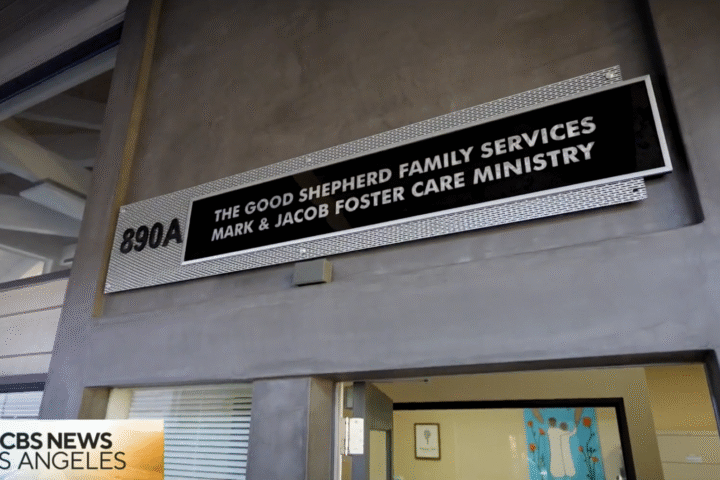 890A
THE GOOD SHEPHERD FAMILY SERVICES
MARK & JACOB FOSTER CARE MINISTRY
CBS NEWS
S ANGELES